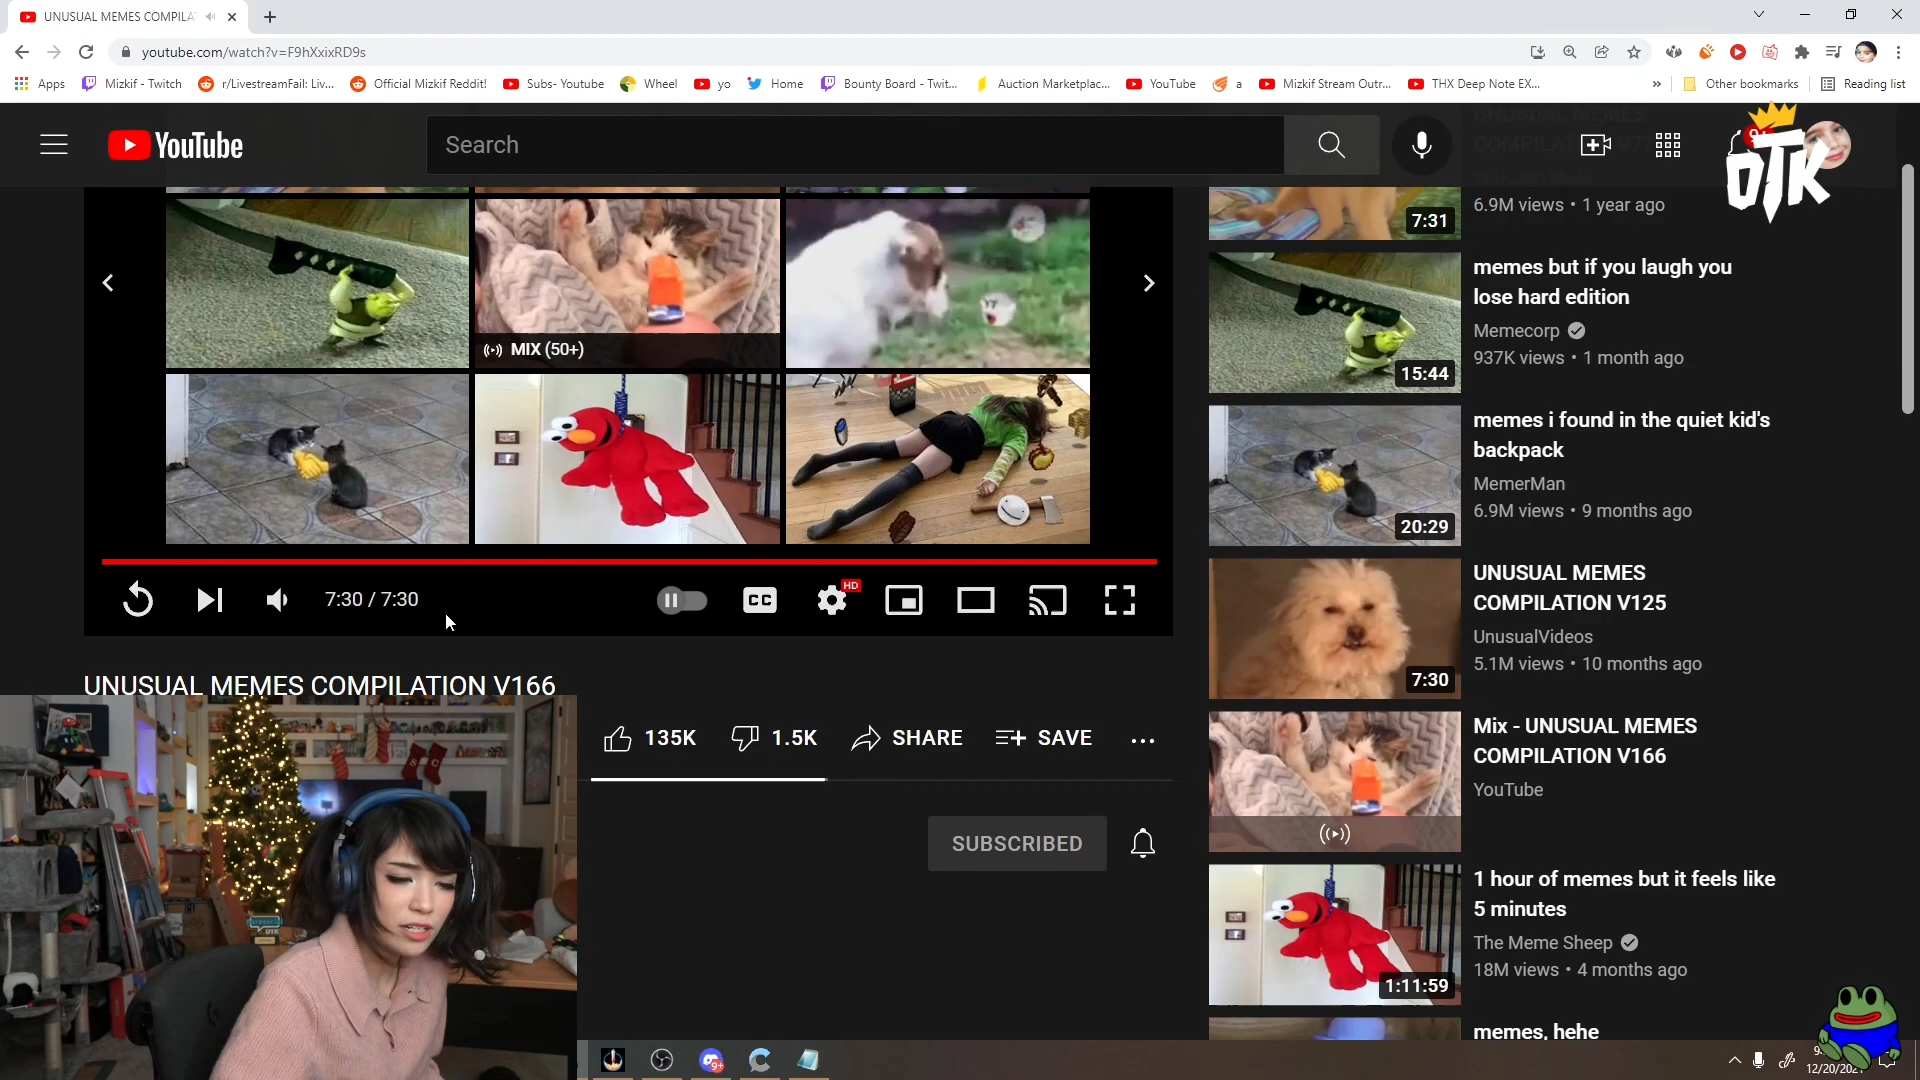 UNUSUAL MEMES COMPILA
youtube.com/watch?v=F9hXxixRD9s
Apps
Mizkif - Twitch
r/LivestreamFail: Liv...
Official Mizkif Reddit!
Subs- Youtube
Wheel
yo
Home
Bounty Board - Twit...
Auction Marketplac...
YouTube
a
Mizkif Stream Outr...
THX Deep Note EX...
»
Other bookmarks
Reading list
YouTube
Search
9+
OTK
MIX (50+)
7:30 / 7:30
CC
HD
UNUSUAL MEMES COMPILATION V166
135K
1.5K
SHARE
SAVE
SUBSCRIBED
7:31
6.9M views • 1 year ago
15:44
memes but if you laugh you
lose hard edition
Memecorp
937K views • 1 month ago
20:29
memes i found in the quiet kid's
backpack
MemerMan
6.9M views • 9 months ago
7:30
UNUSUAL MEMES
COMPILATION V125
UnusualVideos
5.1M views • 10 months ago
Mix - UNUSUAL MEMES
COMPILATION V166
YouTube
1:11:59
1 hour of memes but it feels like
5 minutes
The Meme Sheep
18M views • 4 months ago
memes, hehe
9+
12/20/202